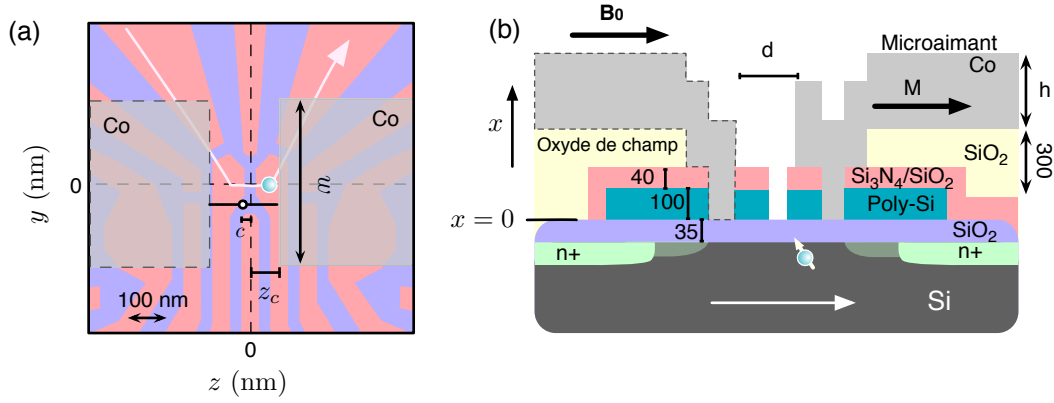 (a)
Co
Co
y (nm)
0
w
c
z_c
100 nm
0
z (nm)
(b)
B₀
d
Microaimant
Co
h
M
x
Oxyde de champ
SiO₂
300
40
Si₃N₄/SiO₂
100
Poly-Si
x = 0
35
SiO₂
n+
n+
Si